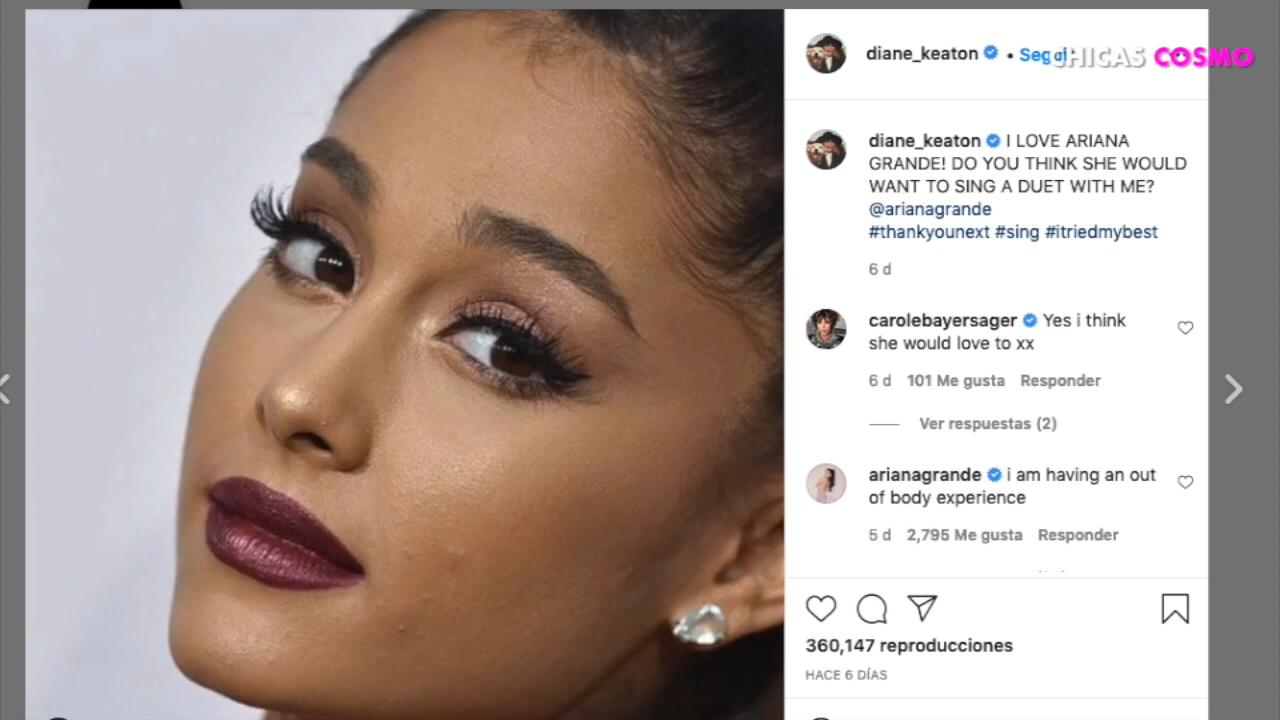 diane_keaton • Segui
CHICAS COSMO
diane_keaton I LOVE ARIANA
GRANDE! DO YOU THINK SHE WOULD
WANT TO SING A DUET WITH ME?
@arianagrande
#thankyounext #sing #itriedmybest
6 d
carolebayersager Yes i think
she would love to xx
6 d 101 Me gusta Responder
Ver respuestas (2)
arianagrande i am having an out
of body experience
5 d 2,795 Me gusta Responder
360,147 reproducciones
HACE 6 DÍAS